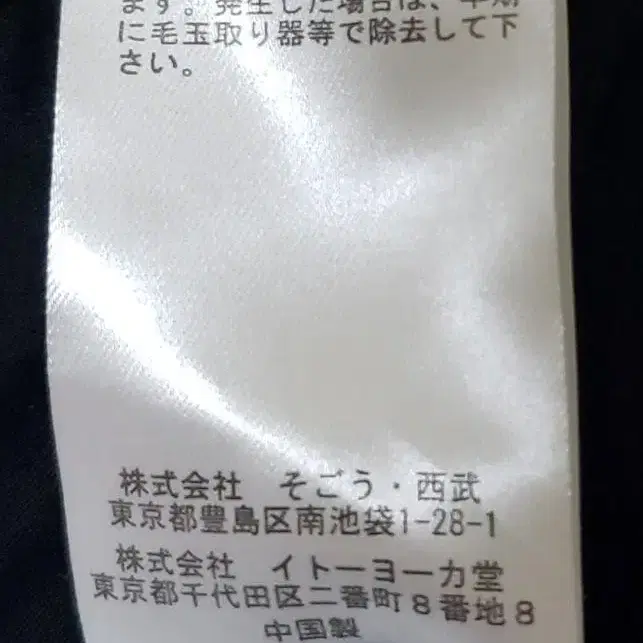 ます。発生した場合は、早期
に毛玉取り器等で除去して下
さい。
株式会社 そごう・西武
東京都豊島区南池袋1-28-1
株式会社 イトーヨーカ堂
東京都千代田区二番町８番地８
中国製